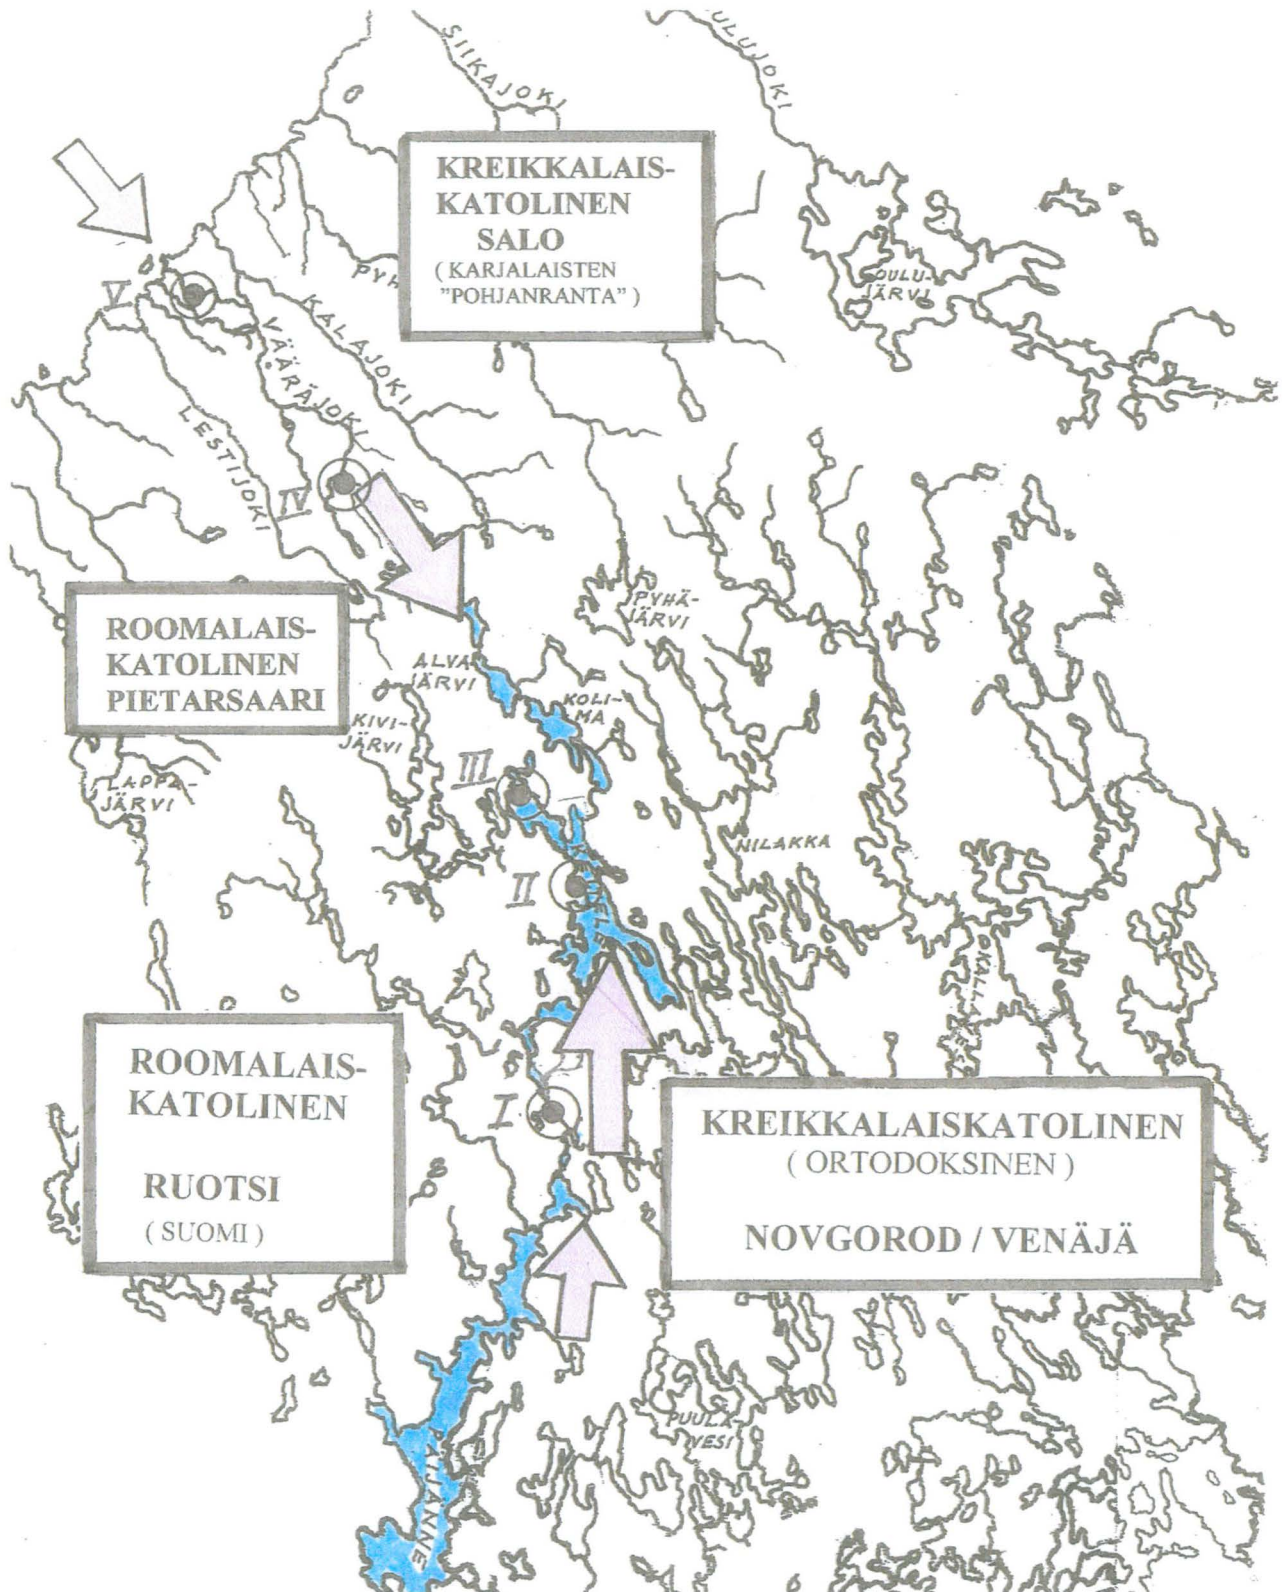 SIIKAJOKI
ULUJOKI
KREIKKALAIS-
KATOLINEN
SALO
( KARJALAISTEN
"POHJANRANTA" )
OULU-
JÄRVI
PYH
V
KALAJOKI
VÄÄRÄJOKI
LESTIJOKI
IV
ROOMALAIS-
KATOLINEN
PIETARSAARI
PYHÄ-
JÄRVI
ALVA
JÄRVI
KOLI-
MA
KIVI-
JÄRVI
LAPPA-
JÄRVI
III
NILAKKA
II
ROOMALAIS-
KATOLINEN
RUOTSI
( SUOMI )
I
KREIKKALAISKATOLINEN
( ORTODOKSINEN )
NOVGOROD / VENÄJÄ
PUULA
VESI
PÄIJÄNNE